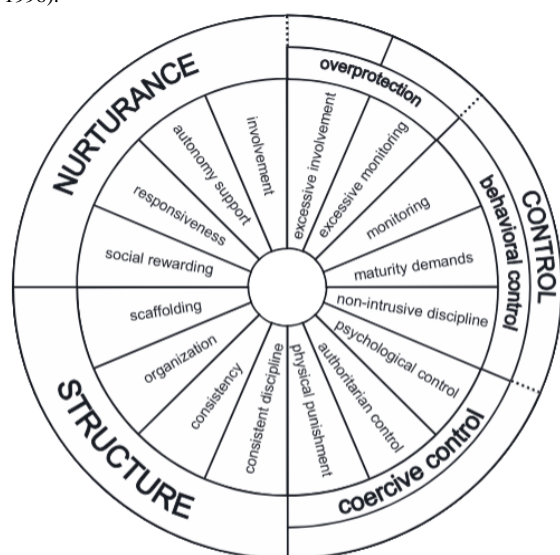 1996).
NURTURANCE
involvement
autonomy support
responsiveness
social rewarding
STRUCTURE
scaffolding
organization
consistency
consistent discipline
CONTROL
overprotection
excessive involvement
excessive monitoring
behavioral control
monitoring
maturity demands
non-intrusive discipline
coercive control
psychological control
authoritarian control
physical punishment